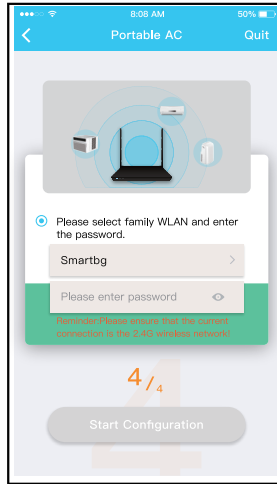 8:08 AM 50%
Portable AC Quit
Please select family WLAN and enter
the password.
Smartbg
Please enter password
Reminder:Please ensure that the current
connection is the 2.4G wireless network!
4/4
Start Configuration